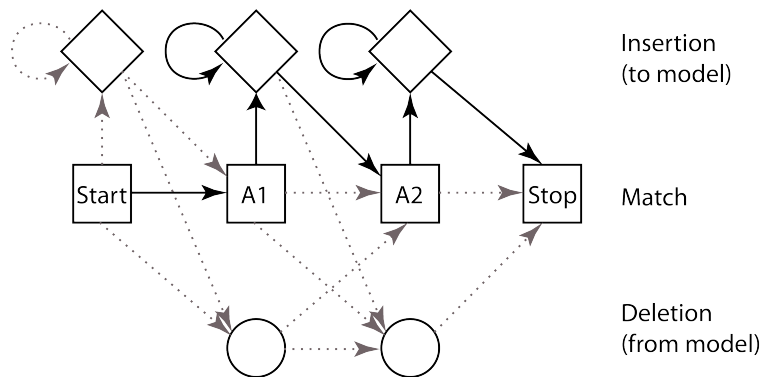 Insertion
(to model)
Start
A1
A2
Stop
Match
Deletion
(from model)